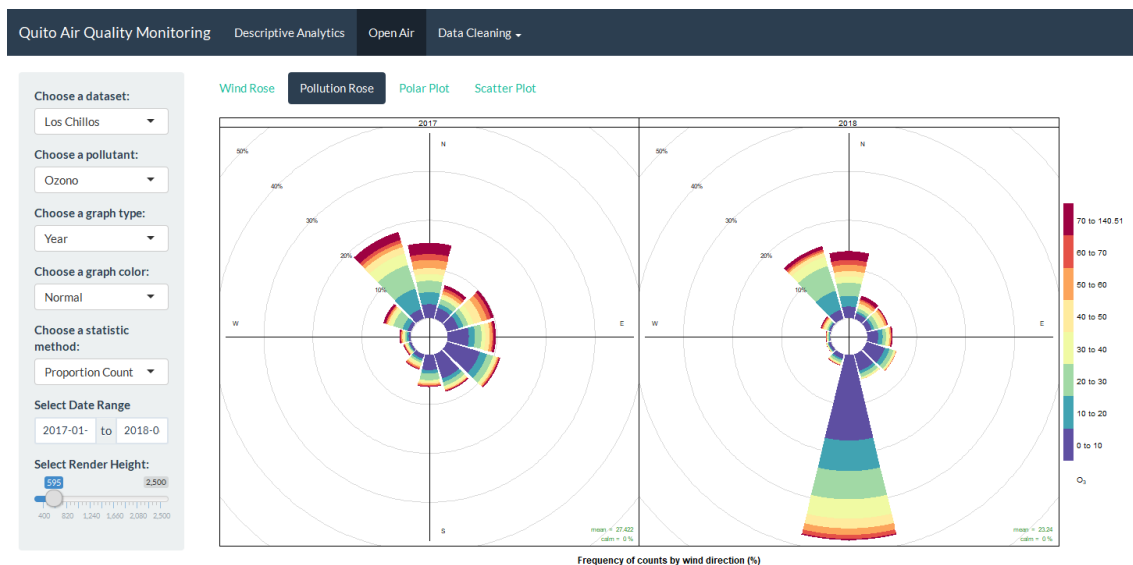 Quito Air Quality Monitoring Descriptive Analytics Open Air Data Cleaning
Choose a dataset:
Los Chillos
Choose a pollutant:
Ozono
Choose a graph type:
Year
Choose a graph color:
Normal
Choose a statistic
method:
Proportion Count
Select Date Range
2017-01- to 2018-0
Select Render Height:
595 2,500
400 820 1,240 1,660 2,080 2,500
Wind Rose Pollution Rose Polar Plot Scatter Plot
2017
50%
40%
30%
20%
10%
N
W
E
S
mean = 27.422
calm = 0 %
2018
50%
40%
30%
20%
10%
N
W
E
mean = 23.24
calm = 0 %
70 to 140.51
60 to 70
50 to 60
40 to 50
30 to 40
20 to 30
10 to 20
0 to 10
O₃
Frequency of counts by wind direction (%)